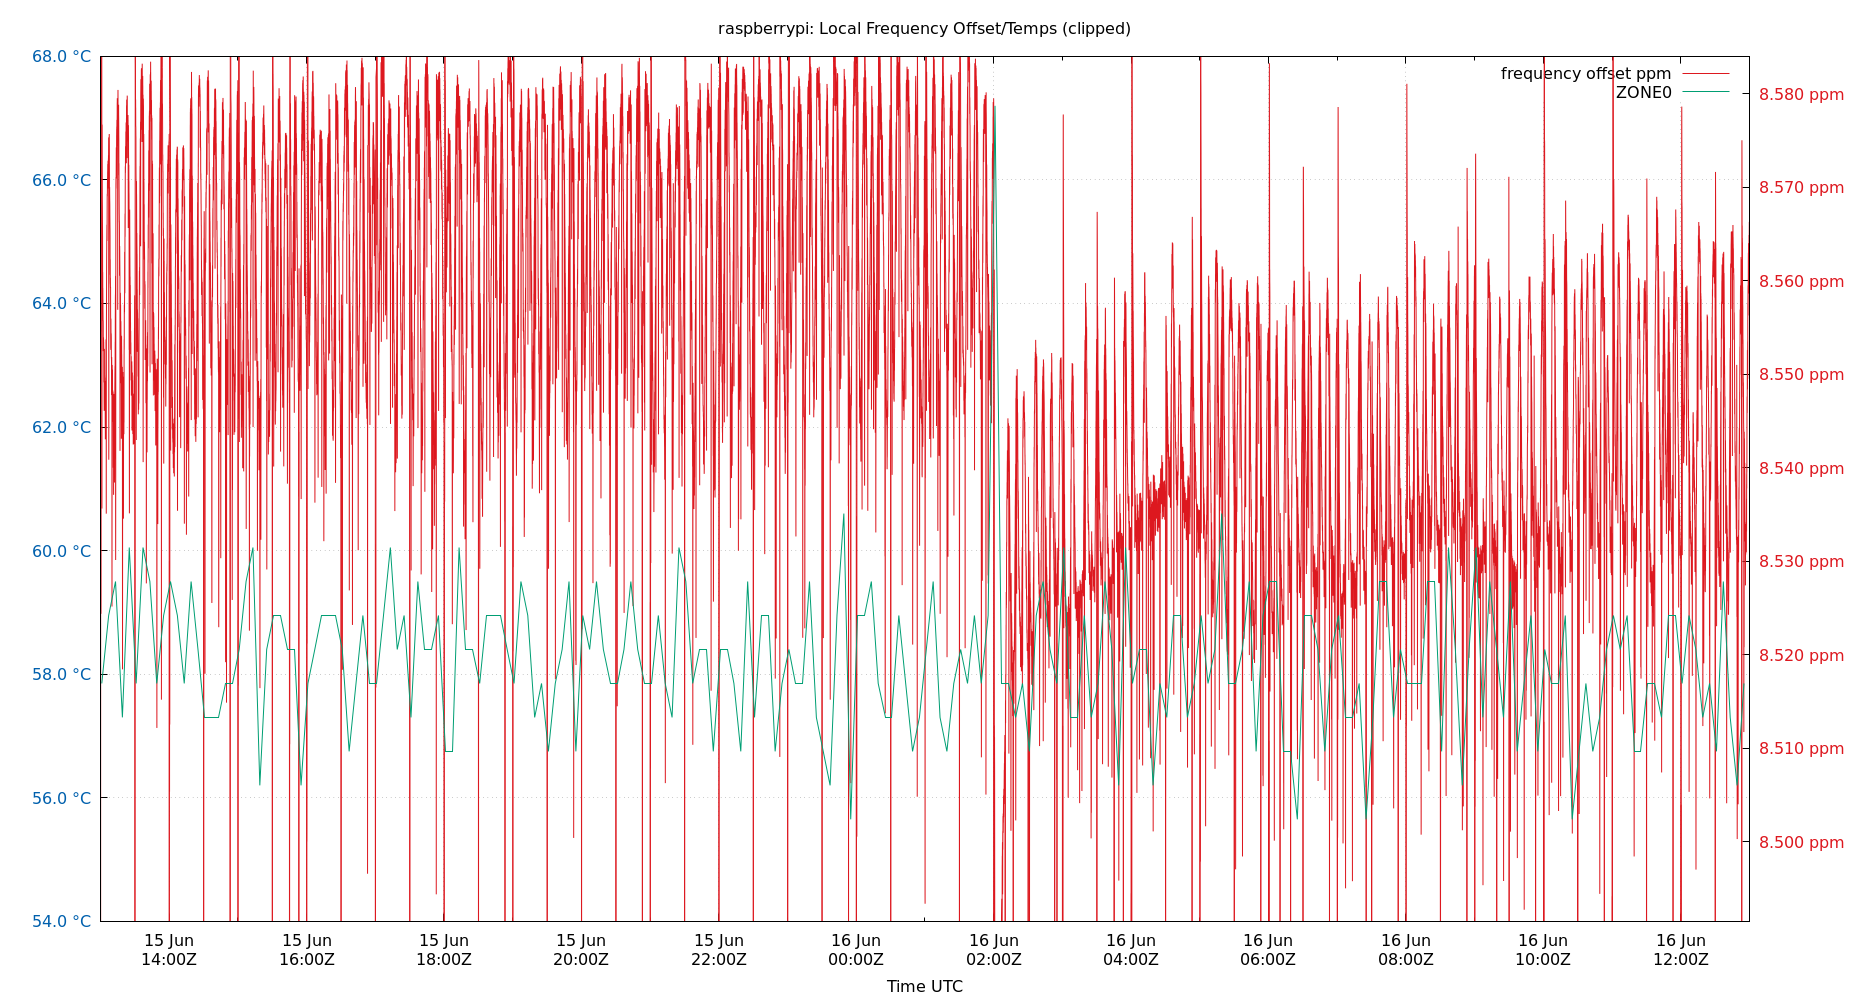 raspberrypi: Local Frequency Offset/Temps (clipped)
frequency offset ppm
ZONE0
68.0 °C
66.0 °C
64.0 °C
62.0 °C
60.0 °C
58.0 °C
56.0 °C
54.0 °C
8.580 ppm
8.570 ppm
8.560 ppm
8.550 ppm
8.540 ppm
8.530 ppm
8.520 ppm
8.510 ppm
8.500 ppm
15 Jun
14:00Z
15 Jun
16:00Z
15 Jun
18:00Z
15 Jun
20:00Z
15 Jun
22:00Z
16 Jun
00:00Z
16 Jun
02:00Z
16 Jun
04:00Z
16 Jun
06:00Z
16 Jun
08:00Z
16 Jun
10:00Z
16 Jun
12:00Z
Time UTC